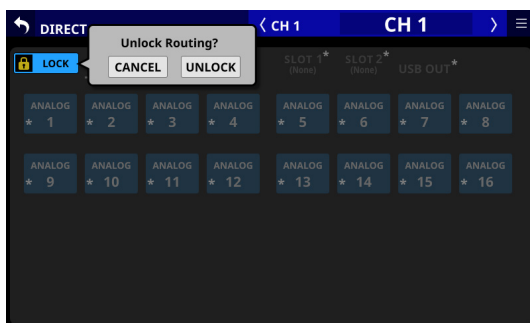 DIRECT
CH 1
CH 1
Unlock Routing?
CANCEL UNLOCK
LOCK
SLOT 1*
(None)
SLOT 2*
(None)
USB OUT*
ANALOG ANALOG ANALOG ANALOG ANALOG ANALOG ANALOG ANALOG
* 1 * 2 * 3 * 4 * 5 * 6 * 7 * 8
ANALOG ANALOG ANALOG ANALOG ANALOG ANALOG ANALOG ANALOG
* 9 * 10 * 11 * 12 * 13 * 14 * 15 * 16